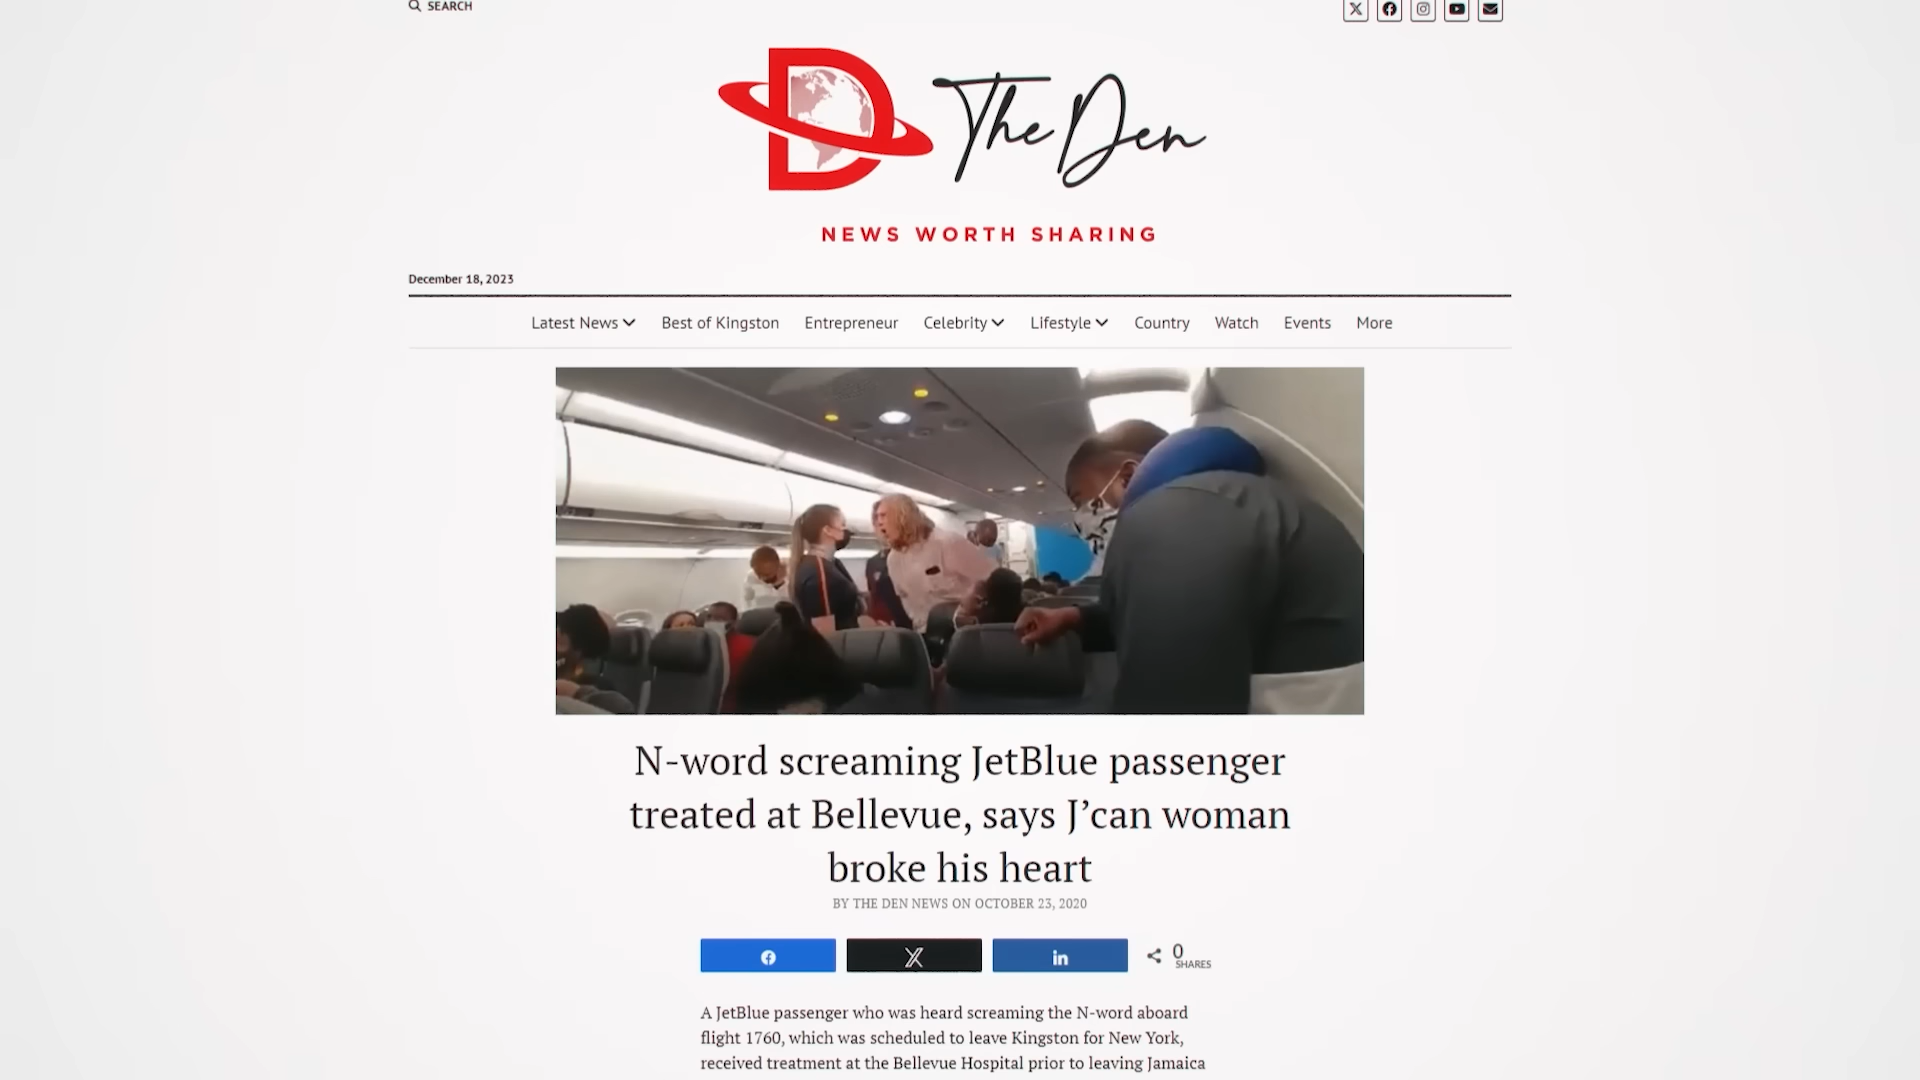 SEARCH
The Den
NEWS WORTH SHARING
December 18, 2023
Latest News Best of Kingston Entrepreneur Celebrity Lifestyle Country Watch Events More
N-word screaming JetBlue passenger
treated at Bellevue, says J’can woman
broke his heart
BY THE DEN NEWS ON OCTOBER 23, 2020
0
SHARES
A JetBlue passenger who was heard screaming the N-word aboard
flight 1760, which was scheduled to leave Kingston for New York,
received treatment at the Bellevue Hospital prior to leaving Jamaica